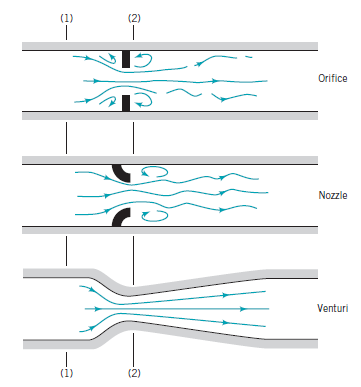 (1) (2)
Orifice
Nozzle
Venturi
(1) (2)